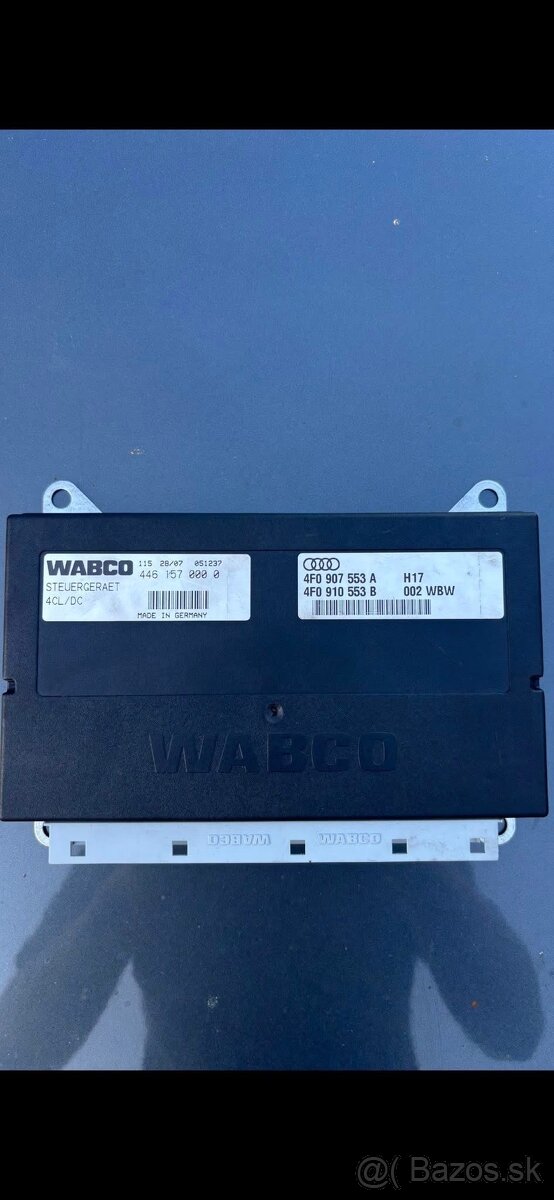 WABCO 115 28/07 051237
446 157 000 0
STEUERGERAET
4CL/DC
MADE IN GERMANY
4F0 907 553 A H17
4F0 910 553 B 002 WBW
WABCO
WABCO WABCO
@( Bazos.sk